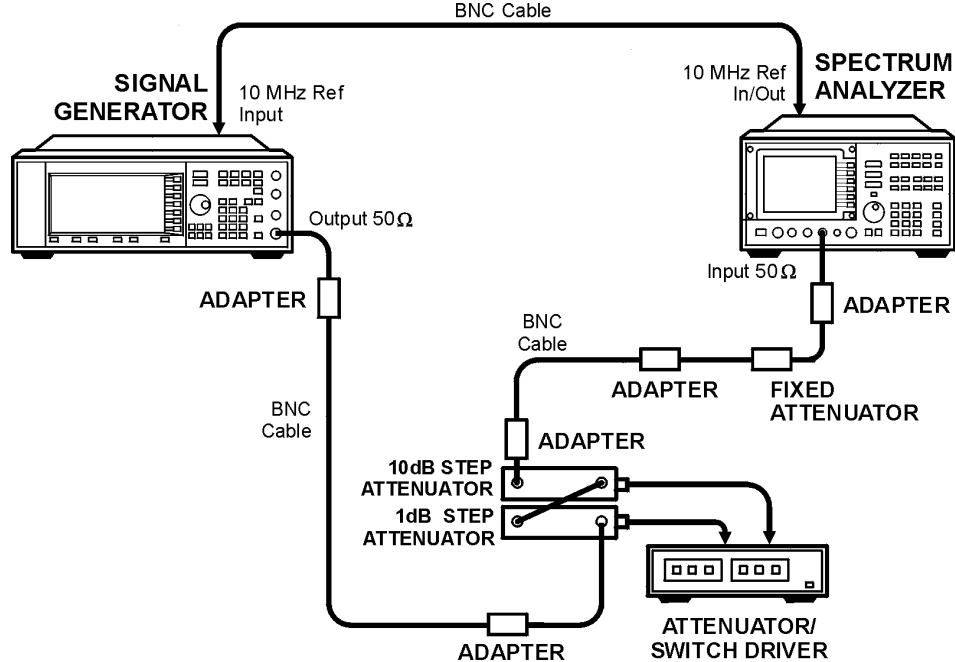 BNC Cable
SIGNAL
GENERATOR
10 MHz Ref
Input
10 MHz Ref
In/Out
SPECTRUM
ANALYZER
Output 50Ω
Input 50Ω
ADAPTER
ADAPTER
BNC
Cable
ADAPTER
FIXED
ATTENUATOR
BNC
Cable
ADAPTER
10dB STEP
ATTENUATOR
1dB STEP
ATTENUATOR
ADAPTER
ATTENUATOR/
SWITCH DRIVER